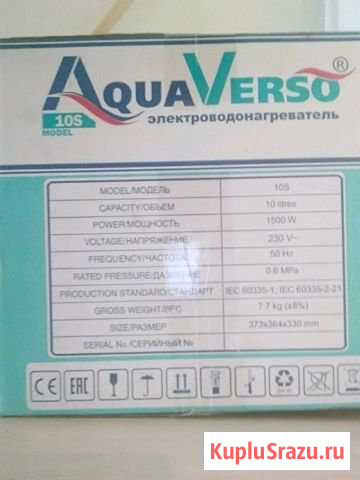 AQUAVERSO®
10S
MODEL
электроводонагреватель
MODEL/МОДЕЛЬ 10S
CAPACITY/ОБЪЕМ 10 litres
POWER/МОЩНОСТЬ 1500 W
VOLTAGE/НАПРЯЖЕНИЕ 230 V~
FREQUENCY/ЧАСТОТА 50 Hz
RATED PRESSURE/ДАВЛЕНИЕ 0.6 MPa
PRODUCTION STANDARD/СТАНДАРТ IEC 60335-1, IEC 60335-2-21
GROSS WEIGHT/ВЕС 7.7 kg (±8%)
SIZE/РАЗМЕР 373x364x330 mm
SERIAL No./СЕРИЙНЫЙ №
CE EAC
KupluSrazu.ru